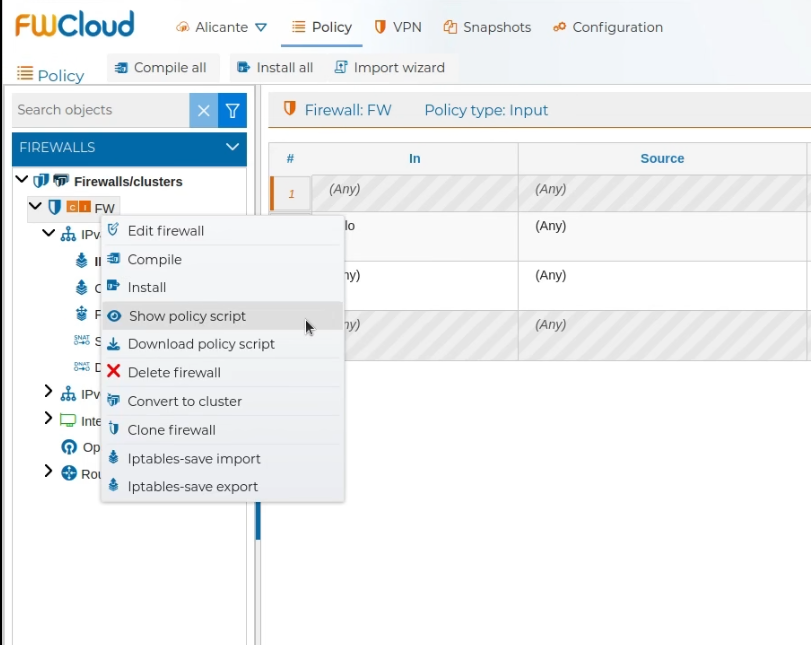 FWCloud
Alicante
Policy
VPN
Snapshots
Configuration
Policy
Compile all
Install all
Import wizard
Search objects
FIREWALLS
Firewall: FW
Policy type: Input
# In Source
Firewalls/clusters
1 (Any) (Any)
C I FW
Edit firewall
Compile
Install
Show policy script
Download policy script
Delete firewall
Convert to cluster
Clone firewall
Iptables-save import
Iptables-save export
lo (Any)
ny) (Any)
ny) (Any)
IPv
SNAT
DNAT
IPv
Inte
Op
Rou